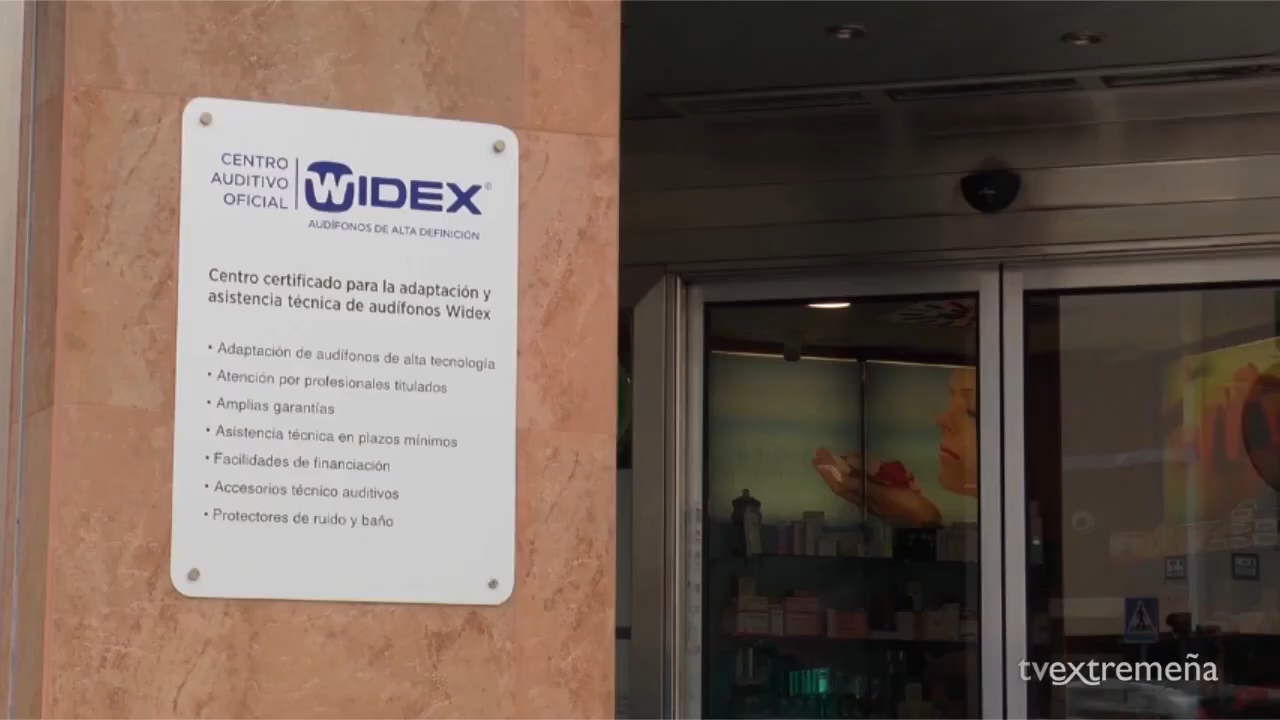 CENTRO
AUDITIVO
OFICIAL
WIDEX®
AUDÍFONOS DE ALTA DEFINICIÓN
Centro certificado para la adaptación y
asistencia técnica de audífonos Widex
• Adaptación de audífonos de alta tecnología
• Atención por profesionales titulados
• Amplias garantías
• Asistencia técnica en plazos mínimos
• Facilidades de financiación
• Accesorios técnico auditivos
• Protectores de ruido y baño
tvextremeña